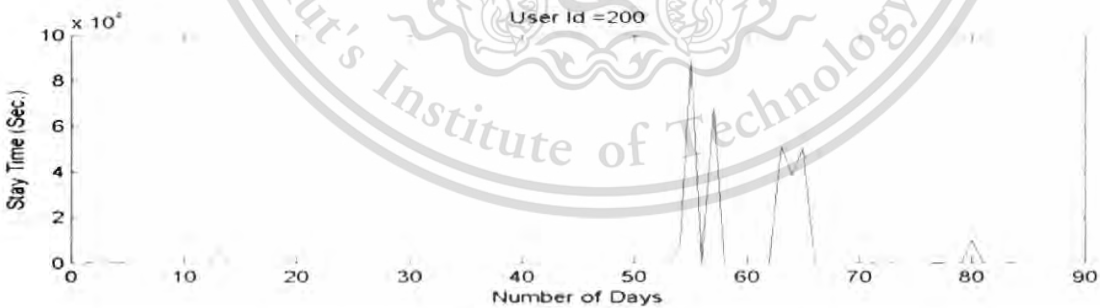 x 10
User Id =200
10
8
6
4
2
0
Stay Time (Sec.)
0 10 20 30 40 50 60 70 80 90
Number of Days
Institute of Technology